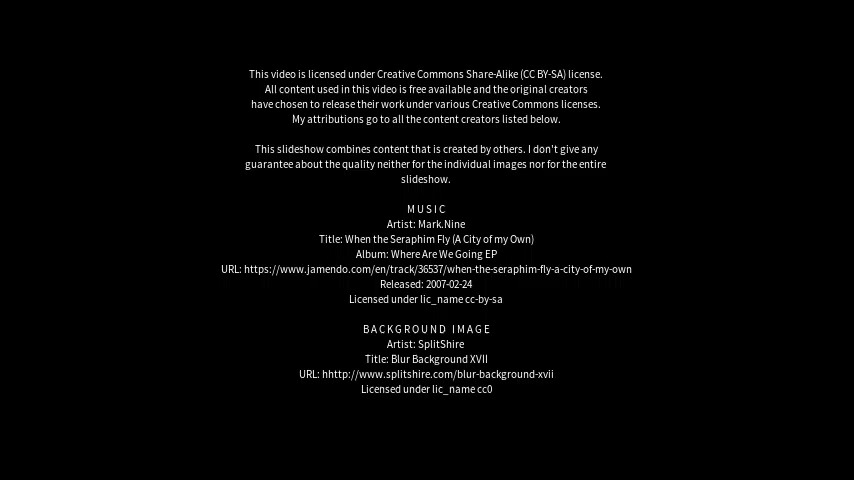 This video is licensed under Creative Commons Share-Alike (CC BY-SA) license.
All content used in this video is free available and the original creators
have chosen to release their work under various Creative Commons licenses.
My attributions go to all the content creators listed below.
This slideshow combines content that is created by others. I don't give any
guarantee about the quality neither for the individual images nor for the entire
slideshow.
MUSIC
Artist: Mark.Nine
Title: When the Seraphim Fly (A City of my Own)
Album: Where Are We Going EP
URL: https://www.jamendo.com/en/track/36537/when-the-seraphim-fly-a-city-of-my-own
Released: 2007-02-24
Licensed under lic_name cc-by-sa
BACKGROUND IMAGE
Artist: SplitShire
Title: Blur Background XVII
URL: hhttp://www.splitshire.com/blur-background-xvii
Licensed under lic_name cc0